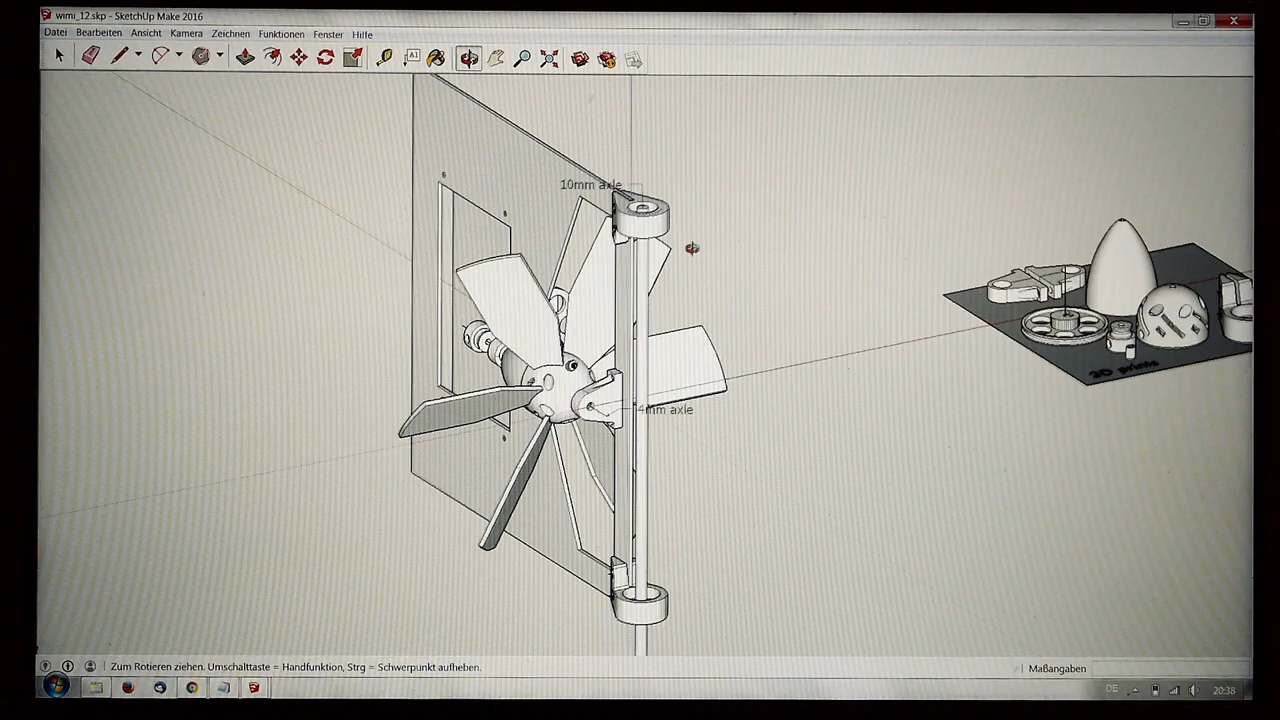 wimi_12.skp - SketchUp Make 2016
Datei Bearbeiten Ansicht Kamera Zeichnen Funktionen Fenster Hilfe
A1
10mm axle
4mm axle
3D prints
Zum Rotieren ziehen. Umschalttaste = Handfunktion, Strg = Schwerpunkt aufheben.
Maßangaben
DE
20:38